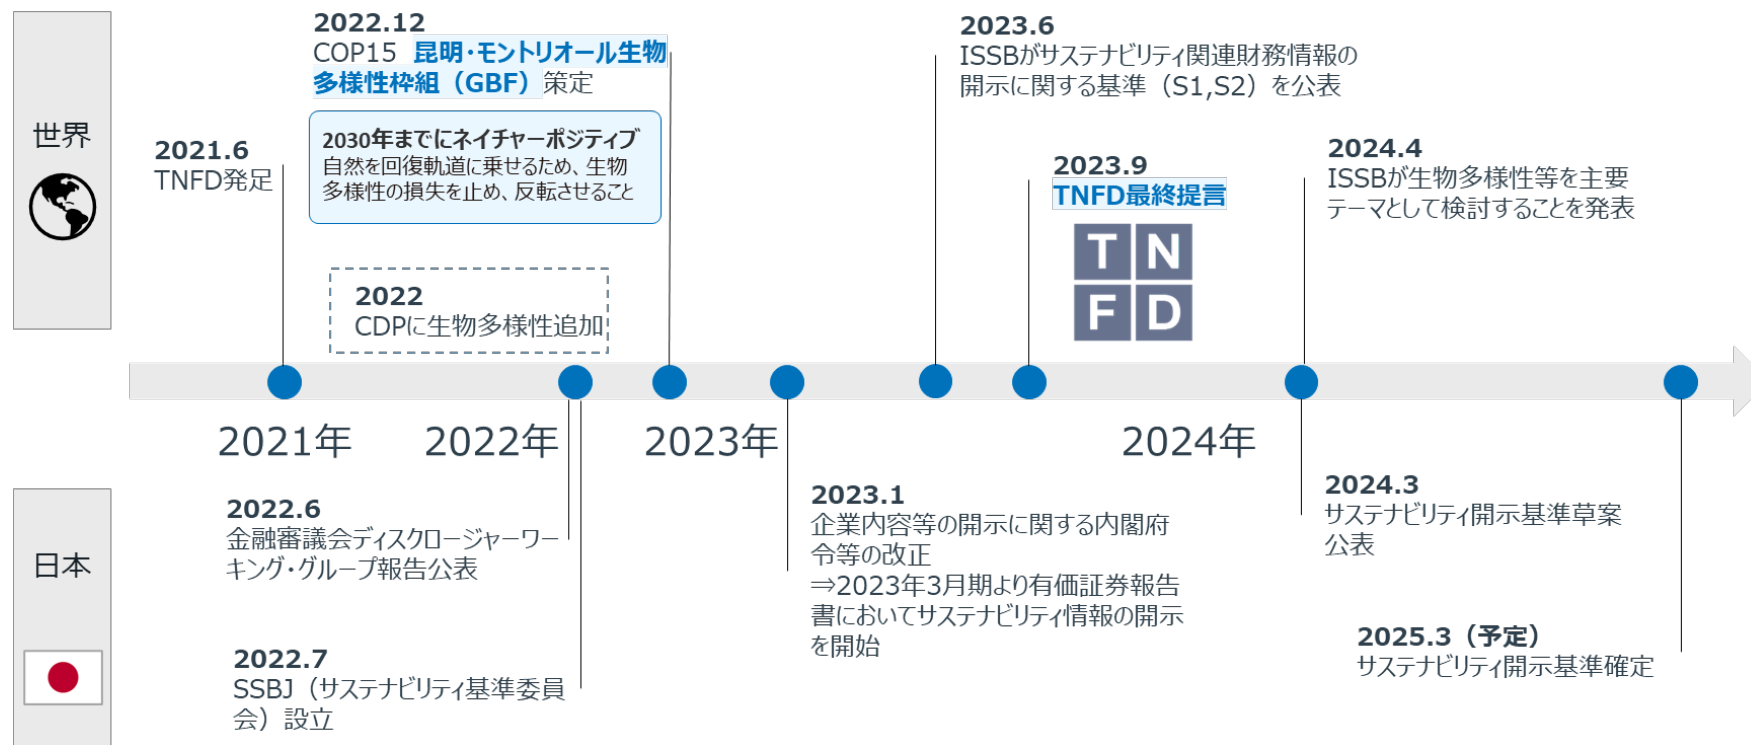 世界
2021.6
TNFD発足
2022.12
COP15 昆明・モントリオール生物
多様性枠組（GBF）策定
2030年までにネイチャーポジティブ
自然を回復軌道に乗せるため、生物
多様性の損失を止め、反転させること
2022
CDPに生物多様性追加
2023.6
ISSBがサステナビリティ関連財務情報の
開示に関する基準（S1,S2）を公表
2023.9
TNFD最終提言
T N
F D
2024.4
ISSBが生物多様性等を主要
テーマとして検討することを発表
2021年
2022年
2023年
2024年
日本
2022.6
金融審議会ディスクロージャーワー
キング・グループ報告公表
2022.7
SSBJ（サステナビリティ基準委員
会）設立
2023.1
企業内容等の開示に関する内閣府
令等の改正
⇒2023年3月期より有価証券報告
書においてサステナビリティ情報の開示
を開始
2024.3
サステナビリティ開示基準草案
公表
2025.3（予定）
サステナビリティ開示基準確定